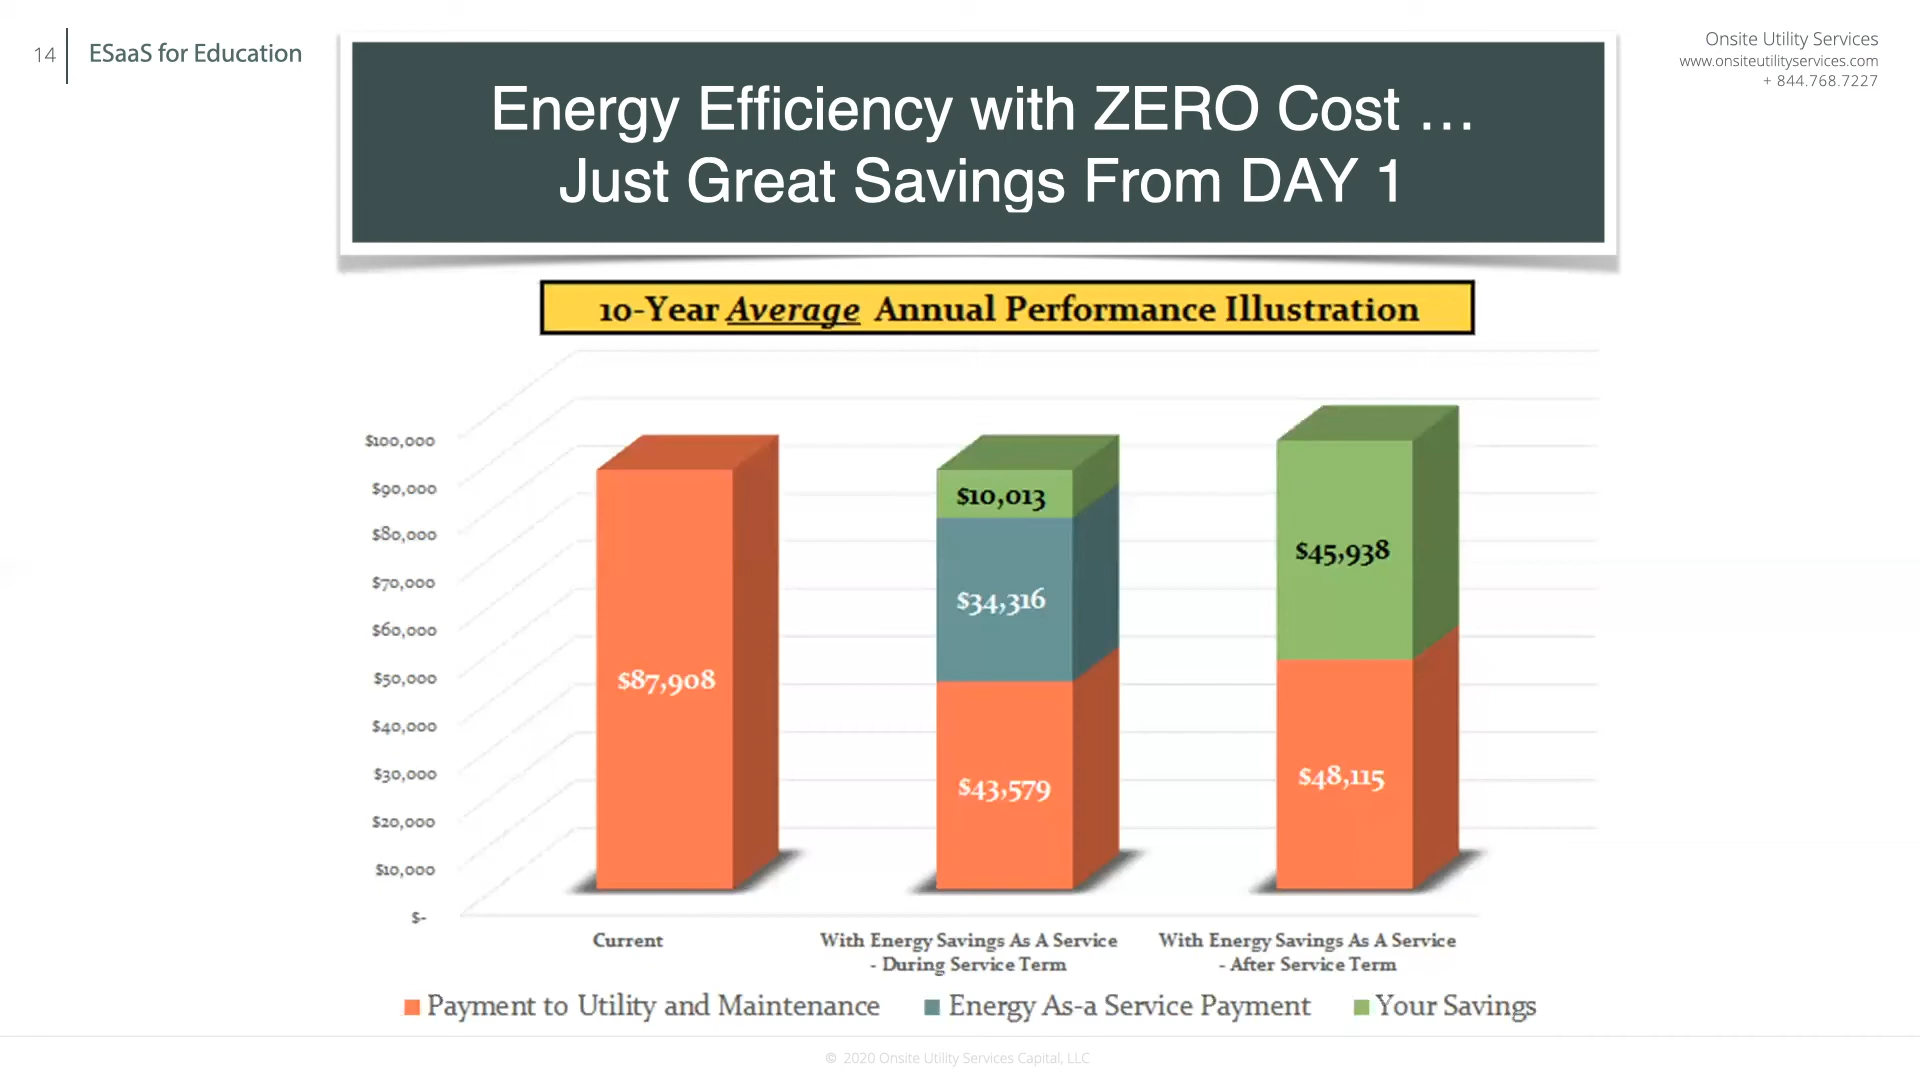 14
ESaaS for Education
Onsite Utility Services
www.onsiteutilityservices.com
+ 844.768.7227
Energy Efficiency with ZERO Cost ...
Just Great Savings From DAY 1
10-Year Average Annual Performance Illustration
$100,000
$90,000
$80,000
$70,000
$60,000
$50,000
$40,000
$30,000
$20,000
$10,000
$-
$87,908
$10,013
$34,316
$43,579
$45,938
$48,115
Current
With Energy Savings As A Service
- During Service Term
With Energy Savings As A Service
- After Service Term
Payment to Utility and Maintenance
Energy As-a Service Payment
Your Savings
© 2020 Onsite Utility Services Capital, LLC